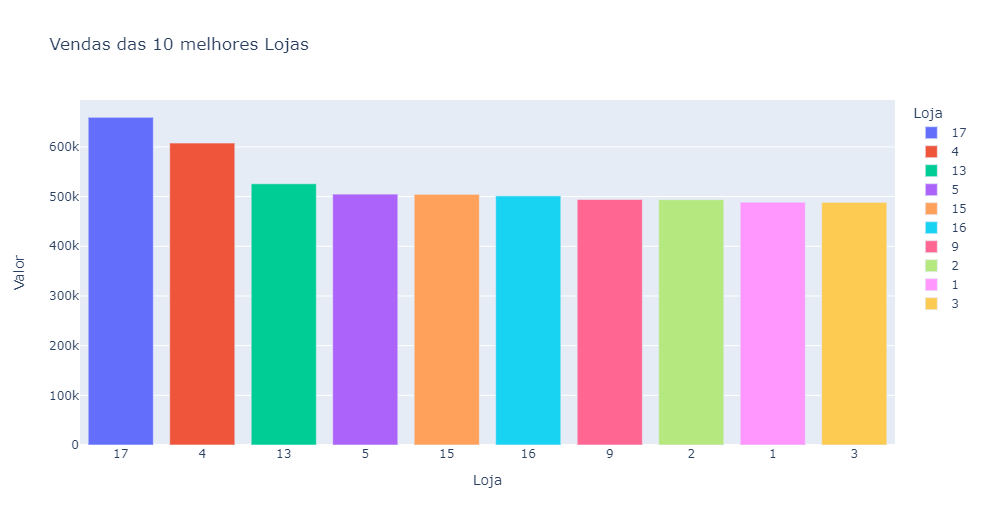 Vendas das 10 melhores Lojas
Valor
600k
500k
400k
300k
200k
100k
0
17 4 13 5 15 16 9 2 1 3
Loja
Loja
17
4
13
5
15
16
9
2
1
3